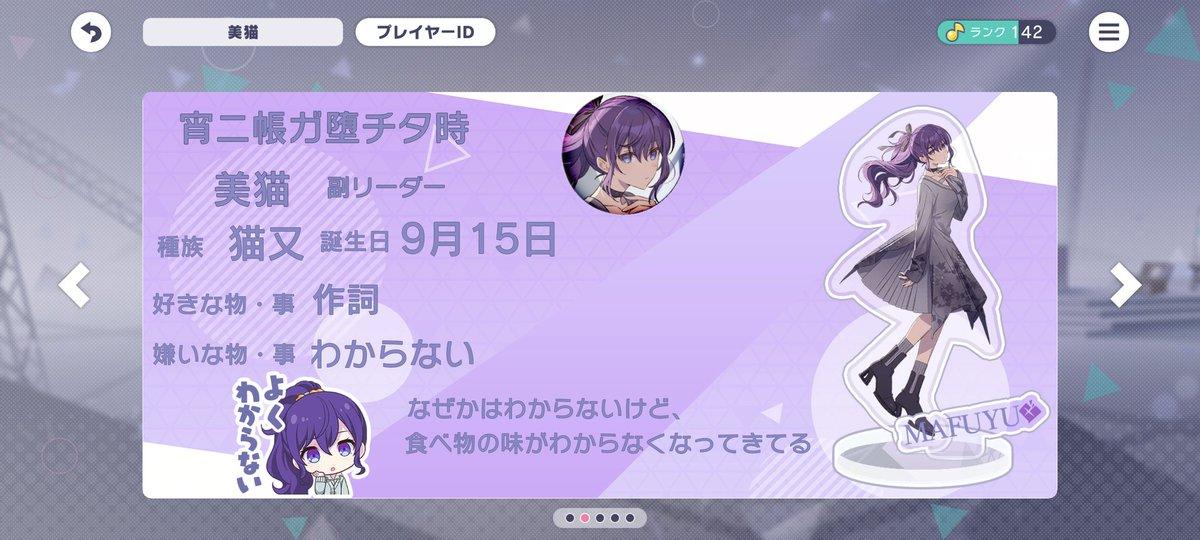 美猫
プレイヤーID
ランク 142
宵ニ帳ガ堕チタ時
美猫 副リーダー
種族 猫又 誕生日 9月15日
好きな物・事 作詞
嫌いな物・事 わからない
よく
わからない
なぜかはわからないけど、
食べ物の味がわからなくなってきてる
MAFUYU